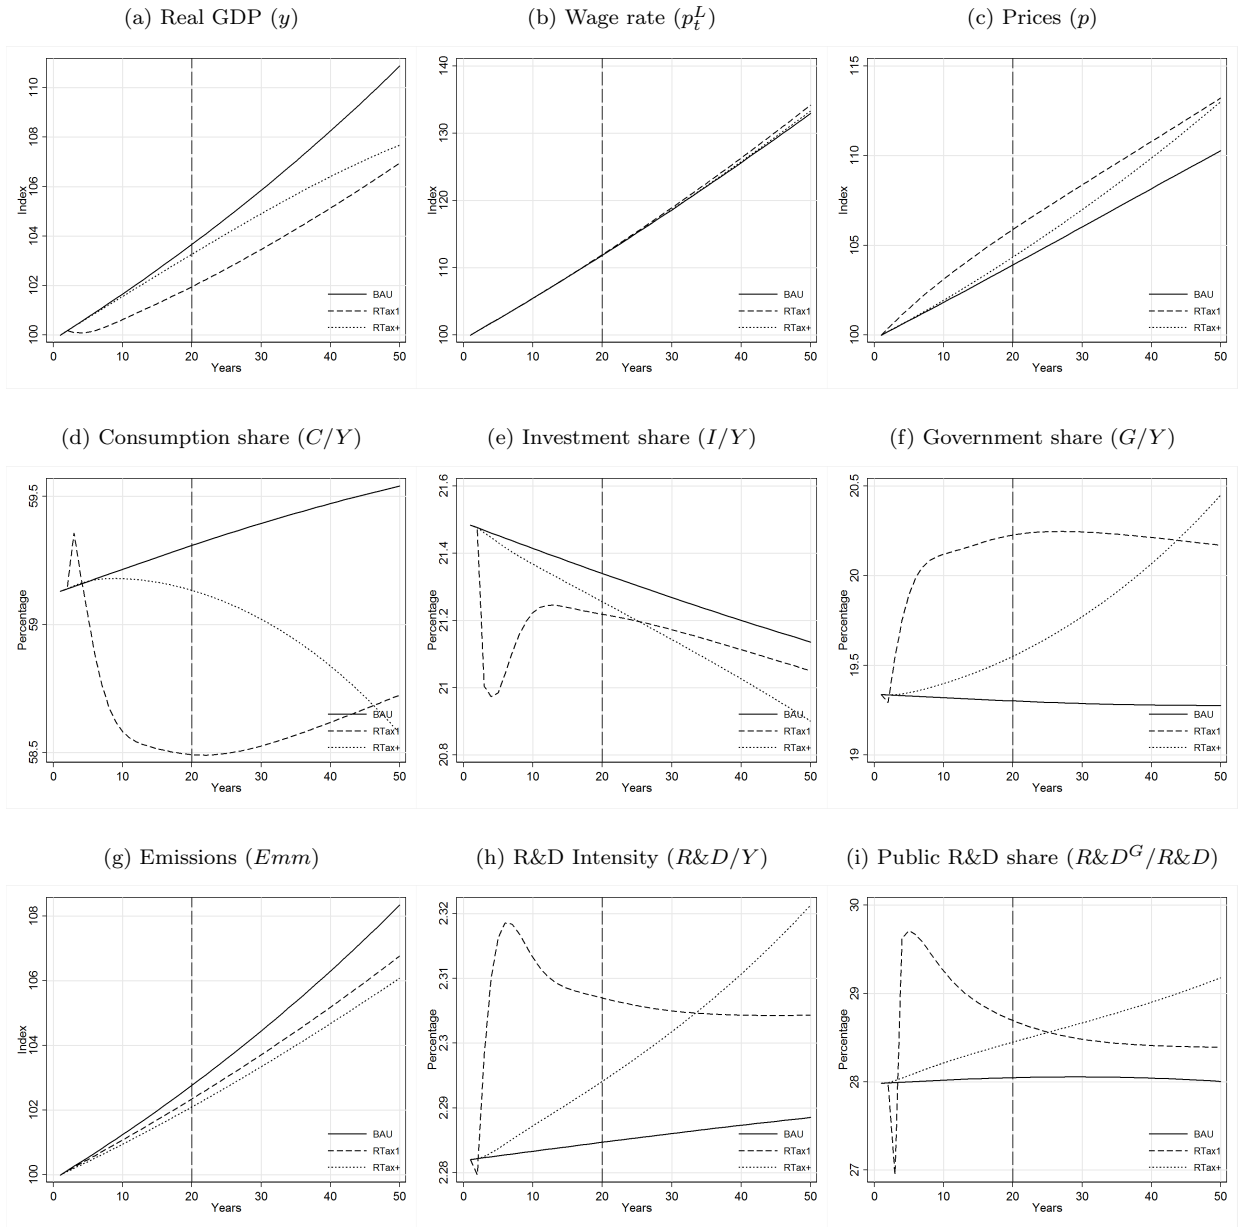 (a) Real GDP (y)
(b) Wage rate (p_t^L)
(c) Prices (p)
Index
100 102 104 106 108 110
0 10 20 30 40 50
Years
BAU
RTax1
RTax+
Index
100 110 120 130 140
0 10 20 30 40 50
Years
BAU
RTax1
RTax+
Index
100 105 110 115
0 10 20 30 40 50
Years
BAU
RTax1
RTax+
(d) Consumption share (C/Y)
(e) Investment share (I/Y)
(f) Government share (G/Y)
Percentage
58.5 59 59.5
0 10 20 30 40 50
Years
BAU
RTax1
RTax+
Percentage
20.8 21 21.2 21.4 21.6
0 10 20 30 40 50
Years
BAU
RTax1
RTax+
Percentage
19 19.5 20 20.5
0 10 20 30 40 50
Years
BAU
RTax1
RTax+
(g) Emissions (Emm)
(h) R&D Intensity (R&D/Y)
(i) Public R&D share (R&D^G/R&D)
Index
100 102 104 106 108
0 10 20 30 40 50
Years
BAU
RTax1
RTax+
Percentage
2.28 2.29 2.3 2.31 2.32
0 10 20 30 40 50
Years
BAU
RTax1
RTax+
Percentage
27 28 29 30
0 10 20 30 40 50
Years
BAU
RTax1
RTax+